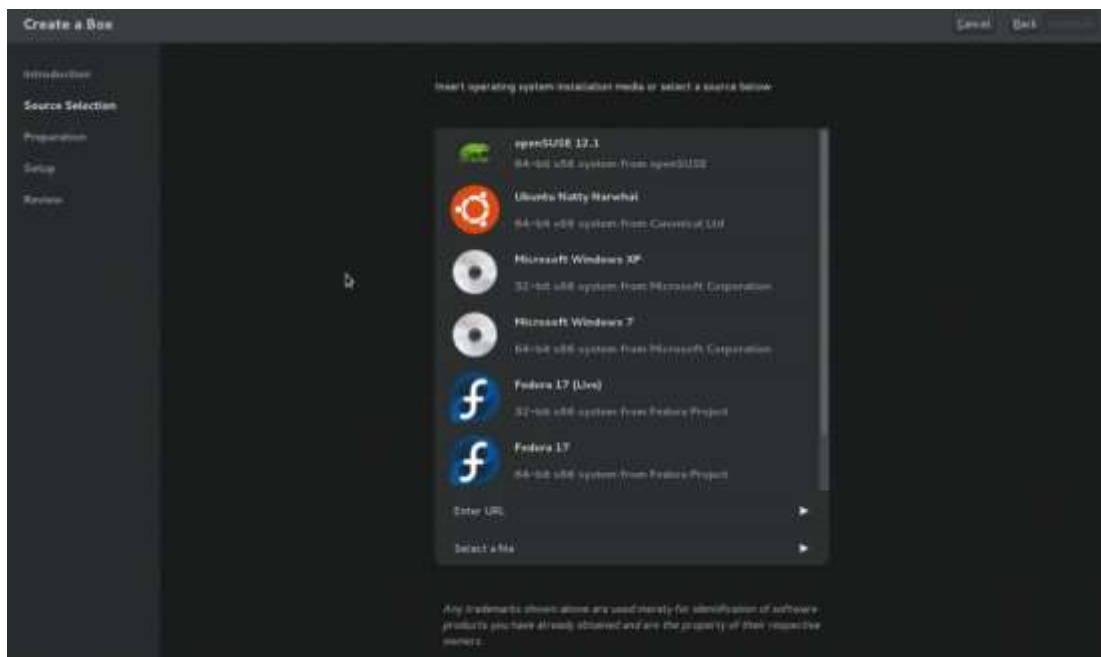 Create a Box
Cancel Back
Introduction
Source Selection
Preparation
Setup
Review
Insert operating system installation media or select a source below
openSUSE 12.1
64-bit x86 system from openSUSE
Ubuntu Natty Narwhal
64-bit x86 system from Canonical Ltd
Microsoft Windows XP
32-bit x86 system from Microsoft Corporation
Microsoft Windows 7
64-bit x86 system from Microsoft Corporation
Fedora 17 (Live)
32-bit x86 system from Fedora Project
Fedora 17
64-bit x86 system from Fedora Project
Enter URL
Select a file
Any trademarks shown above are used merely for identification of software
products you have already obtained and are the property of their respective
owners.